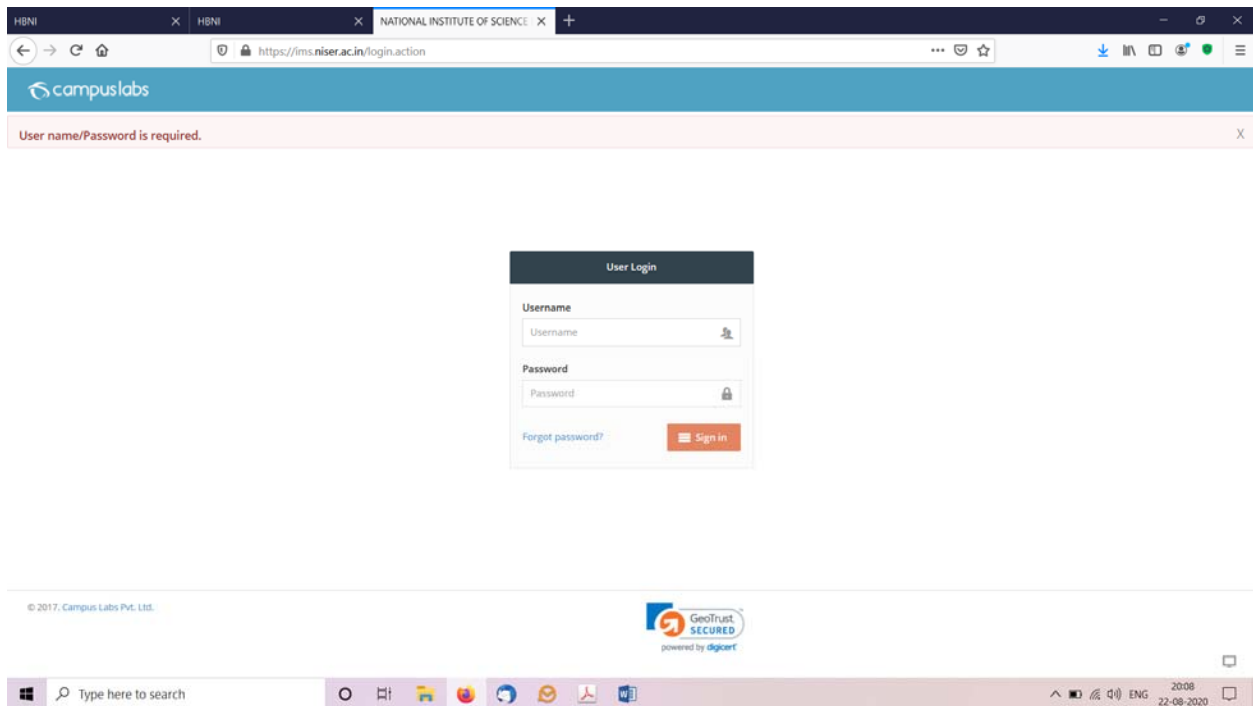 HBNI
HBNI
NATIONAL INSTITUTE OF SCIENCE
https://ims.niser.ac.in/login.action
campuslabs
User name/Password is required.
X
User Login
Username
Username
Password
Password
Forgot password?
Sign in
© 2017. Campus Labs Pvt. Ltd.
GeoTrust
SECURED
powered by digicert
Type here to search
ENG
20:08
22-08-2020